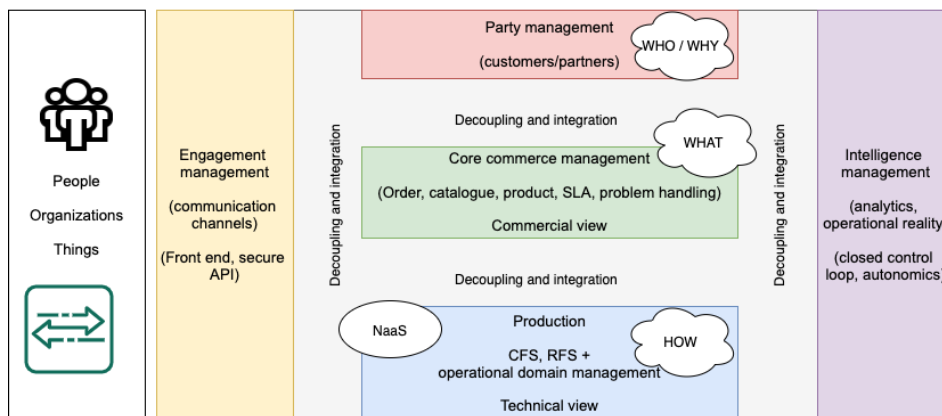 People
Organizations
Things
Engagement
management
(communication
channels)
(Front end, secure
API)
Decoupling and integration
Party management
(customers/partners)
WHO / WHY
Decoupling and integration
WHAT
Core commerce management
(Order, catalogue, product, SLA, problem handling)
Commercial view
Decoupling and integration
NaaS
Production
HOW
CFS, RFS +
operational domain management
Technical view
Decoupling and integration
Intelligence
management
(analytics,
operational reality)
(closed control
loop, autonomics)